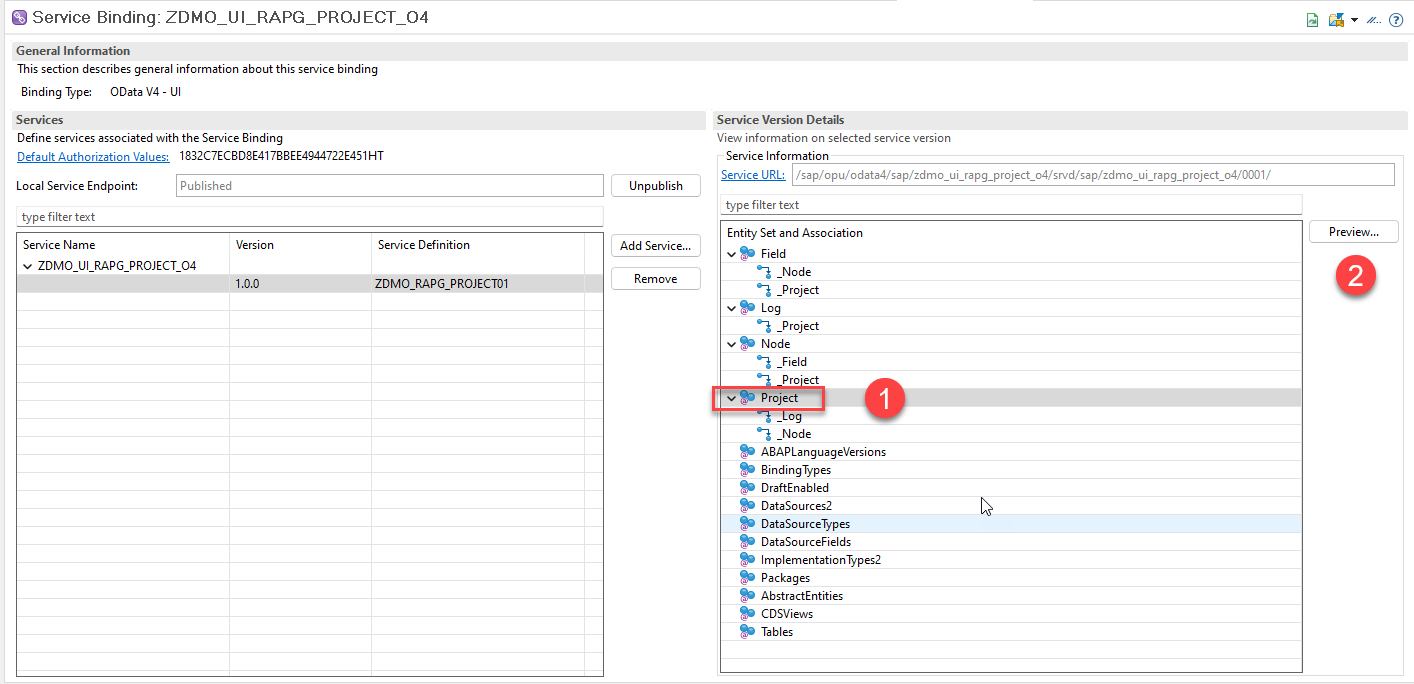 Service Binding: ZDMO_UI_RAPG_PROJECT_O4
General Information
This section describes general information about this service binding
Binding Type: OData V4 - UI
Services
Define services associated with the Service Binding
Default Authorization Values: 1832C7ECBD8E417BBEE4944722E451HT
Local Service Endpoint: Published Unpublish
type filter text
Service Name Version Service Definition Add Service...
ZDMO_UI_RAPG_PROJECT_O4
1.0.0 ZDMO_RAPG_PROJECT01 Remove
Service Version Details
View information on selected service version
Service Information
Service URL: /sap/opu/odata4/sap/zdmo_ui_rapg_project_o4/srvd/sap/zdmo_rapg_project01/0001/
type filter text
Entity Set and Association Preview...
Field
_Node
_Project
2
Log
_Project
Node
_Field
_Project
Project 1
_Log
_Node
ABAPLanguageVersions
BindingTypes
DraftEnabled
DataSources2
DataSourceTypes
DataSourceFields
ImplementationTypes2
Packages
AbstractEntities
CDSViews
Tables